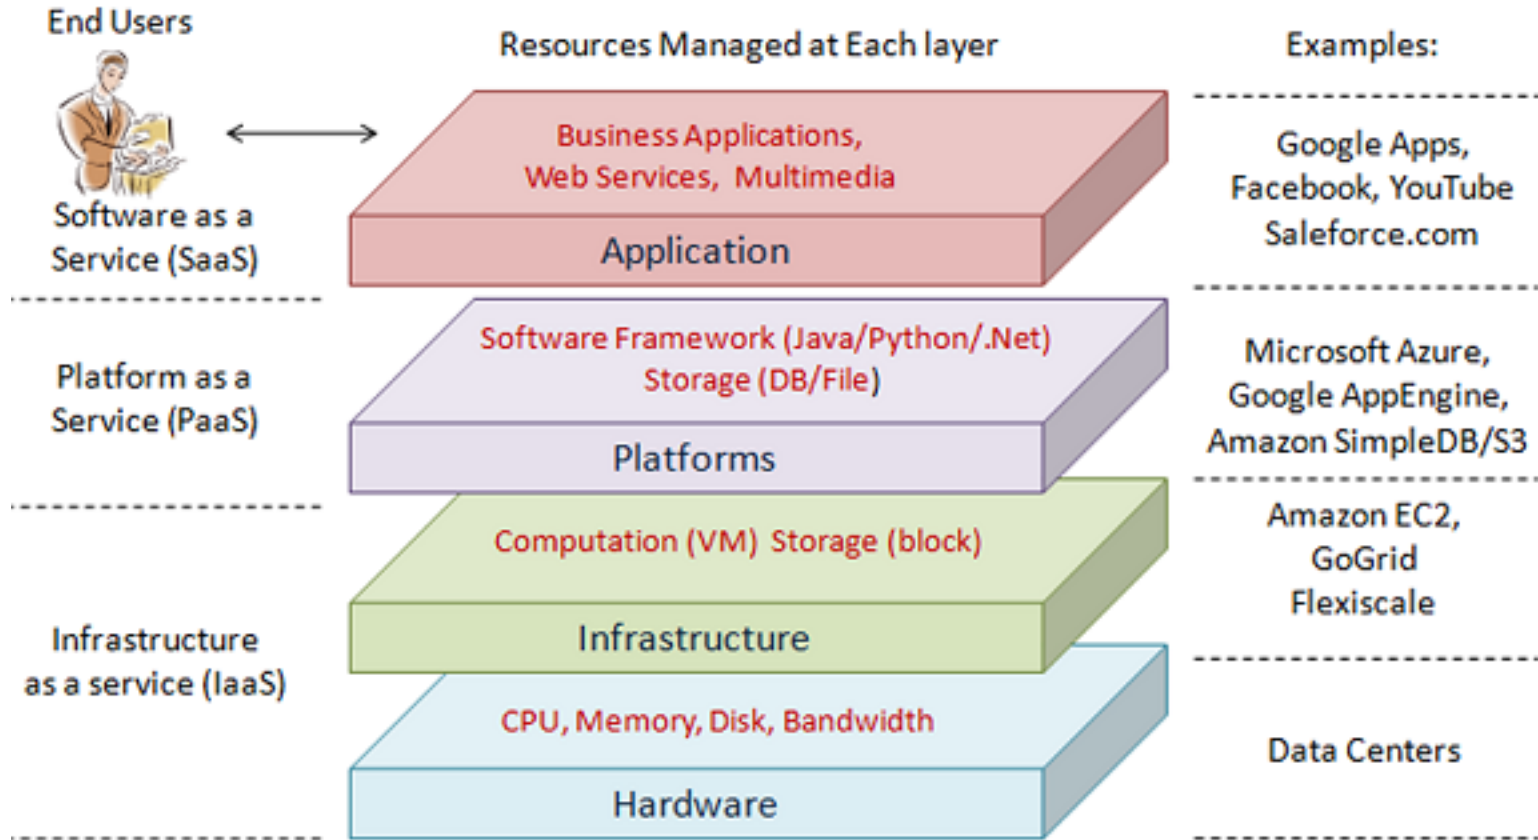 End Users
Resources Managed at Each layer
Examples:
Business Applications,
Web Services, Multimedia
Application
Software as a
Service (SaaS)
Google Apps,
Facebook, YouTube
Saleforce.com
Software Framework (Java/Python/.Net)
Storage (DB/File)
Platforms
Platform as a
Service (PaaS)
Microsoft Azure,
Google AppEngine,
Amazon SimpleDB/S3
Computation (VM) Storage (block)
Infrastructure
Amazon EC2,
GoGrid
Flexiscale
Infrastructure
as a service (IaaS)
CPU, Memory, Disk, Bandwidth
Hardware
Data Centers